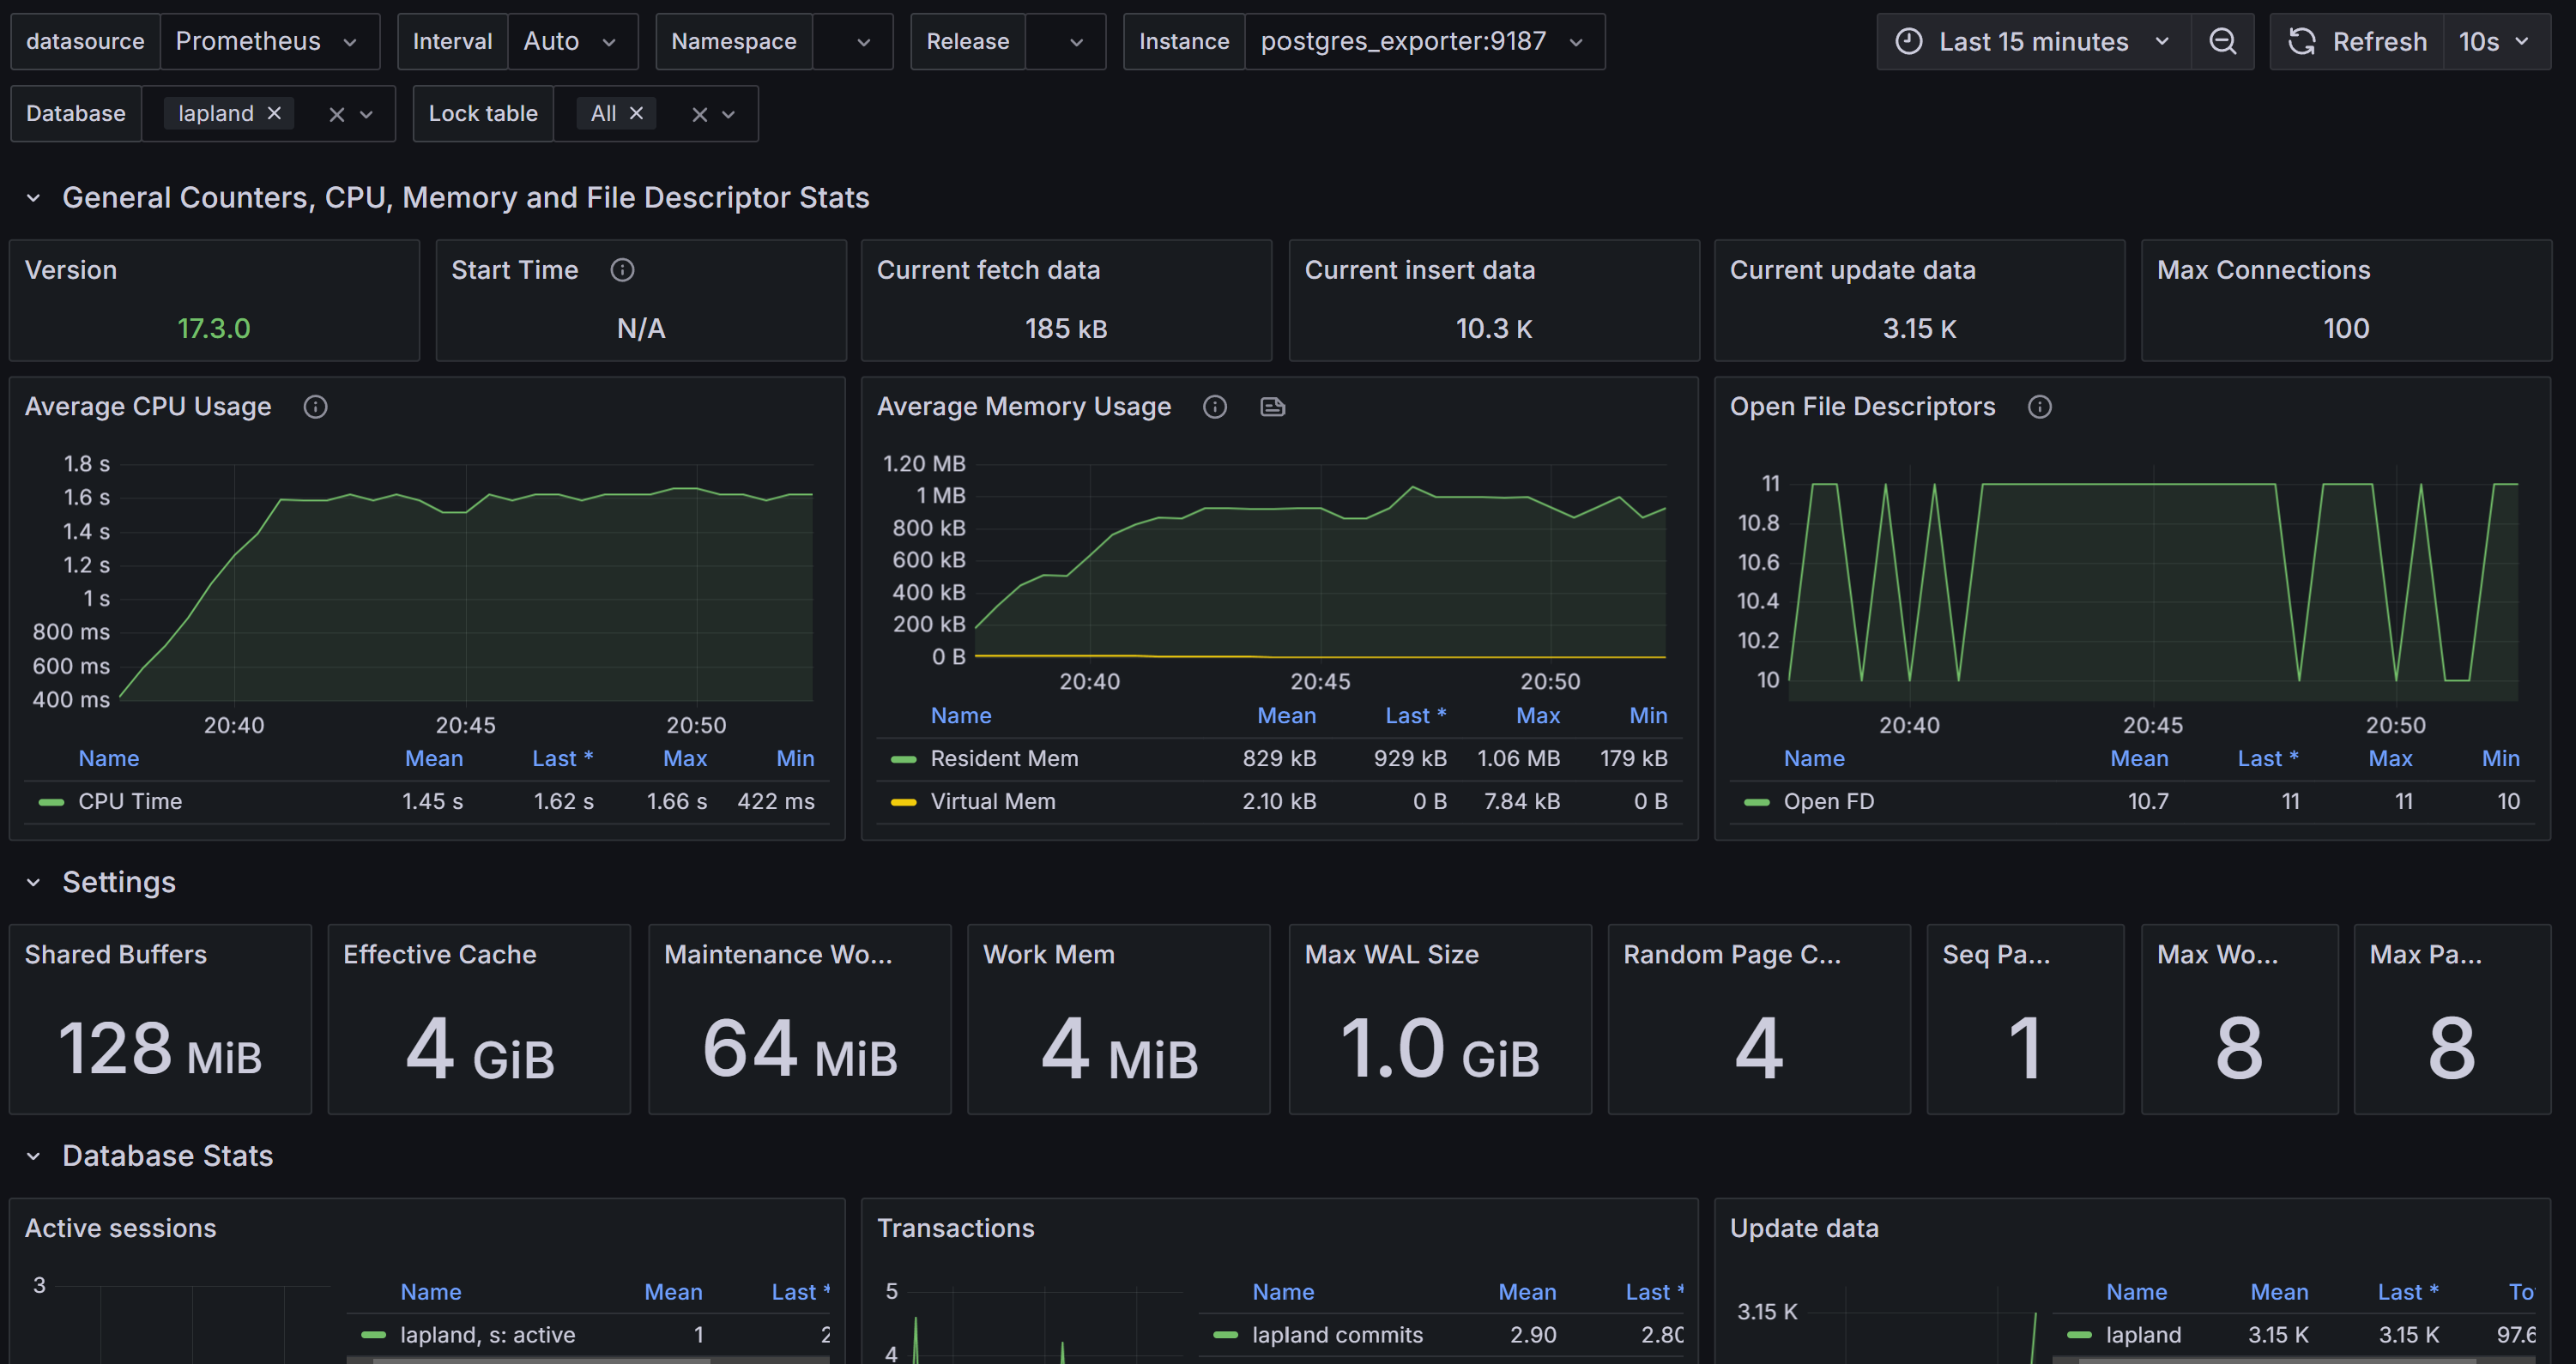 datasource Prometheus Interval Auto Namespace Release Instance postgres_exporter:9187 Last 15 minutes Refresh 10s
Database lapland Lock table All
General Counters, CPU, Memory and File Descriptor Stats
Version
17.3.0
Start Time
N/A
Current fetch data
185 kB
Current insert data
10.3 K
Current update data
3.15 K
Max Connections
100
Average CPU Usage
1.8 s
1.6 s
1.4 s
1.2 s
1 s
800 ms
600 ms
400 ms
20:40 20:45 20:50
Name Mean Last * Max Min
CPU Time 1.45 s 1.62 s 1.66 s 422 ms
Average Memory Usage
1.20 MB
1 MB
800 kB
600 kB
400 kB
200 kB
0 B
20:40 20:45 20:50
Name Mean Last * Max Min
Resident Mem 829 kB 929 kB 1.06 MB 179 kB
Virtual Mem 2.10 kB 0 B 7.84 kB 0 B
Open File Descriptors
11
10.8
10.6
10.4
10.2
10
20:40 20:45 20:50
Name Mean Last * Max Min
Open FD 10.7 11 11 10
Settings
Shared Buffers
128 MiB
Effective Cache
4 GiB
Maintenance Wo...
64 MiB
Work Mem
4 MiB
Max WAL Size
1.0 GiB
Random Page C...
4
Seq Pa...
1
Max Wo...
8
Max Pa...
8
Database Stats
Active sessions
3
Name Mean Last *
lapland, s: active 1 2
Transactions
5
4
Name Mean Last *
lapland commits 2.90 2.80
Update data
3.15 K
Name Mean Last * To
lapland 3.15 K 3.15 K 97.6